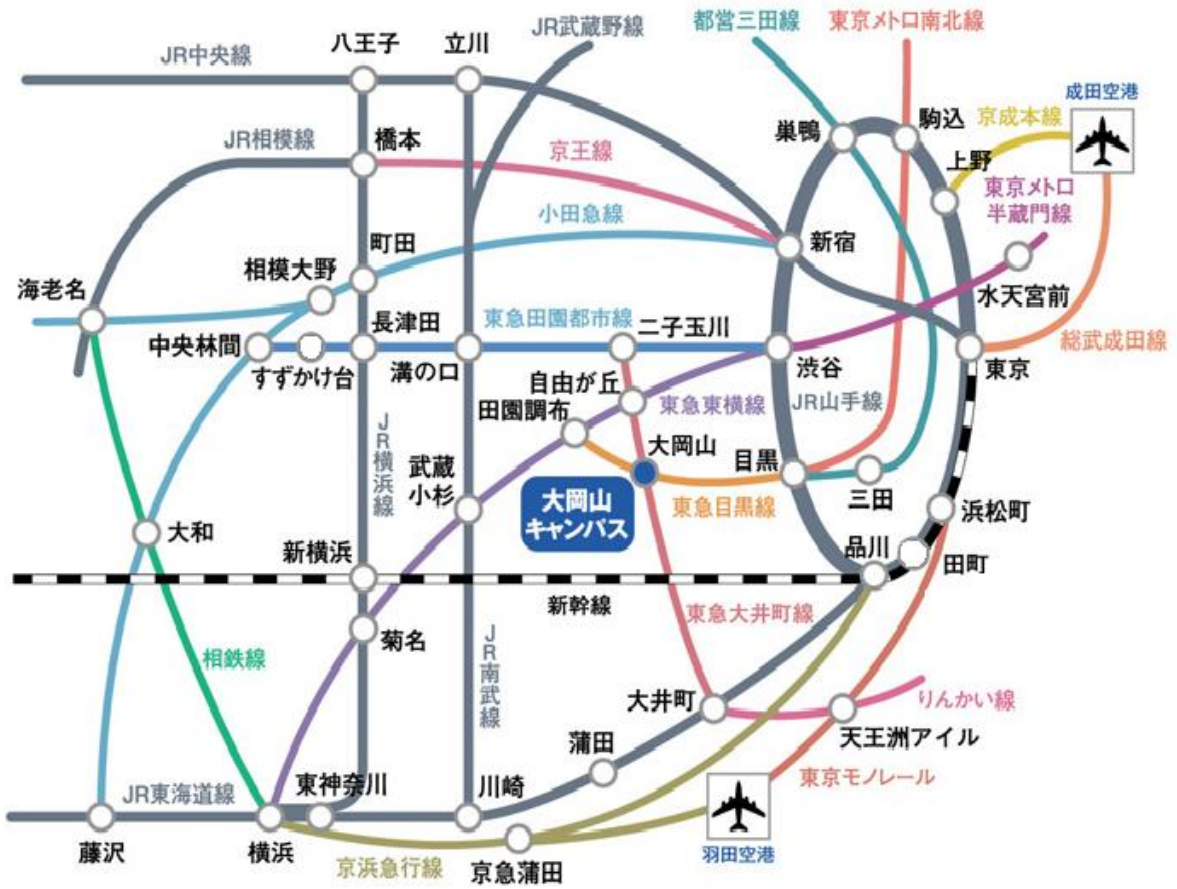 都営三田線
東京メトロ南北線
JR武蔵野線
八王子
立川
JR中央線
成田空港
駒込
京成本線
巣鴨
JR相模線
橋本
京王線
上野
東京メトロ
半蔵門線
小田急線
町田
新宿
相模大野
海老名
水天宮前
東急田園都市線
二子玉川
中央林間
長津田
総武成田線
すずかけ台
溝の口
渋谷
東京
自由が丘
東急東横線
JR山手線
田園調布
JR横浜線
大岡山
目黒
武蔵
小杉
大岡山
キャンパス
東急目黒線
三田
浜松町
大和
新横浜
品川
田町
新幹線
東急大井町線
菊名
相鉄線
JR南武線
大井町
りんかい線
天王洲アイル
蒲田
東京モノレール
東神奈川
川崎
JR東海道線
藤沢
横浜
京浜急行線
京急蒲田
羽田空港